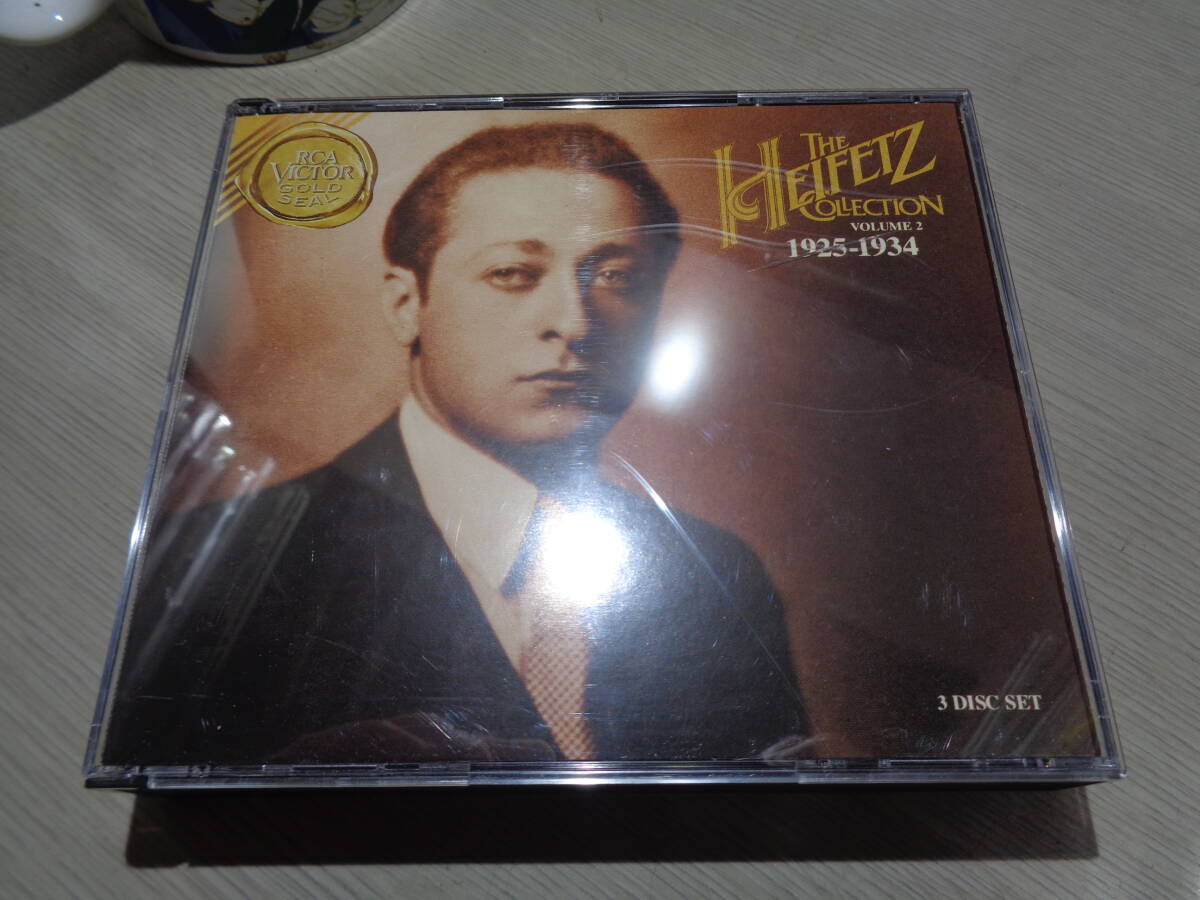 RCA
VICTOR
GOLD
SEAL
THE
HEIFETZ
COLLECTION
VOLUME 2
1925-1934
3 DISC SET